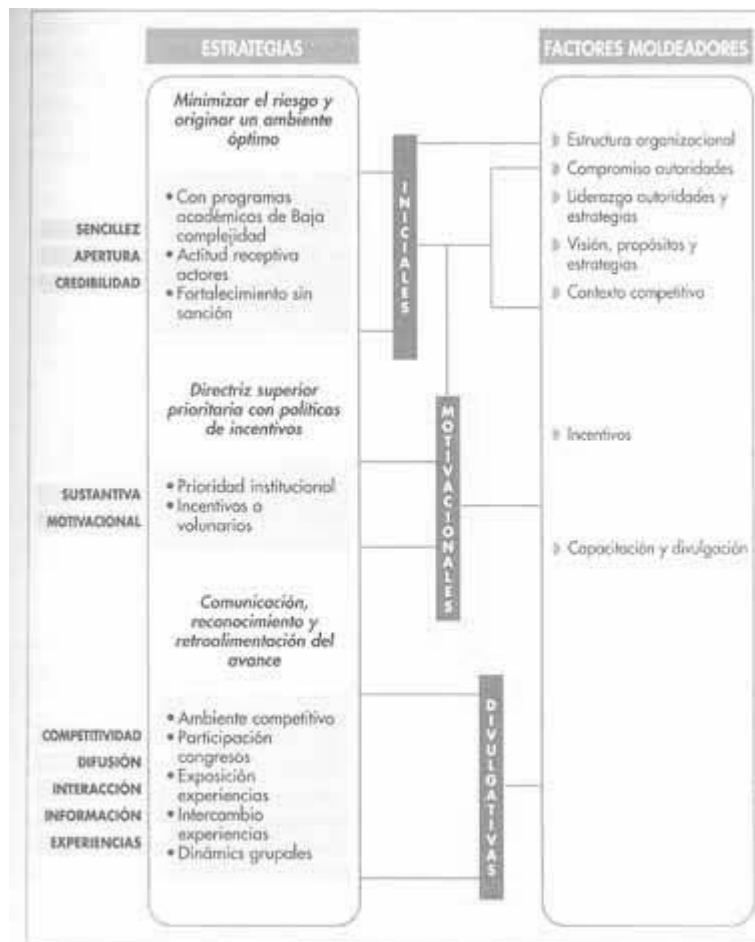 ESTRATEGIAS
FACTORES MOLDEADORES
Minimizar el riesgo y
originar un ambiente
óptimo
SENCILLEZ
APERTURA
CREDIBILIDAD
• Con programas
académicos de Baja
complejidad
• Actitud receptiva
actores
• Fortalecimiento sin
sanción
INICIALES
Estructura organizacional
Compromiso autoridades
Liderazgo autoridades y
estrategias
Visión, propósitos y
estrategias
Contexto competitivo
Directriz superior
prioritaria con políticas
de incentivos
SUSTANTIVA
MOTIVACIONAL
• Prioridad institucional
• Incentivos a
volunarios
MOTIVACIONALES
Incentivos
Capacitación y divulgación
Comunicación,
reconocimiento y
retroalimentación del
avance
COMPETITIVIDAD
DIFUSIÓN
INTERACCIÓN
INFORMACIÓN
EXPERIENCIAS
• Ambiente competitivo
• Participación
congresos
• Exposición
experiencias
• Intercambio
experiencias
• Dinámics grupales
DIVULGATIVAS